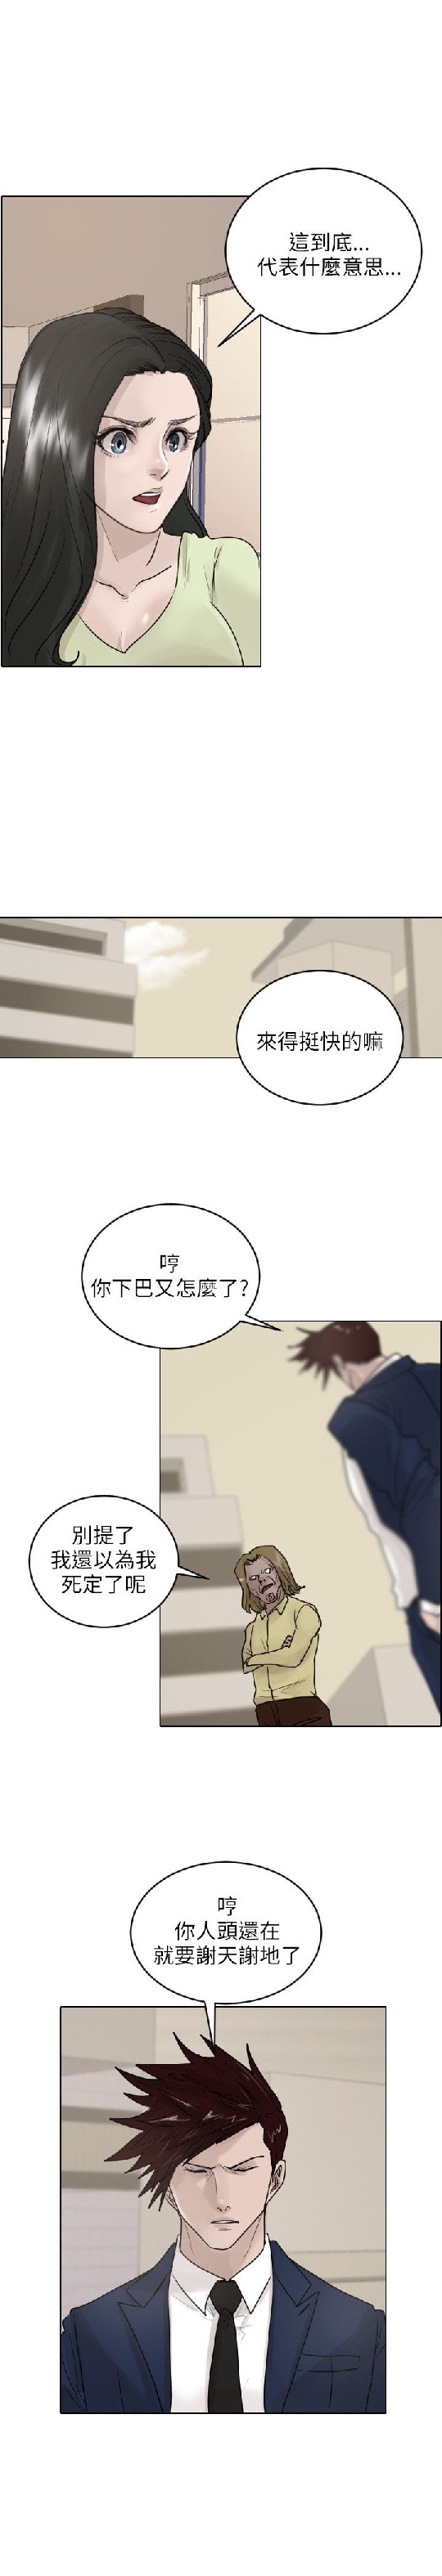 這到底...
代表什麼意思...
來得挺快的嘛
哼
你下巴又怎麼了?
別提了
我還以為我
死定了呢
哼
你人頭還在
就要謝天謝地了